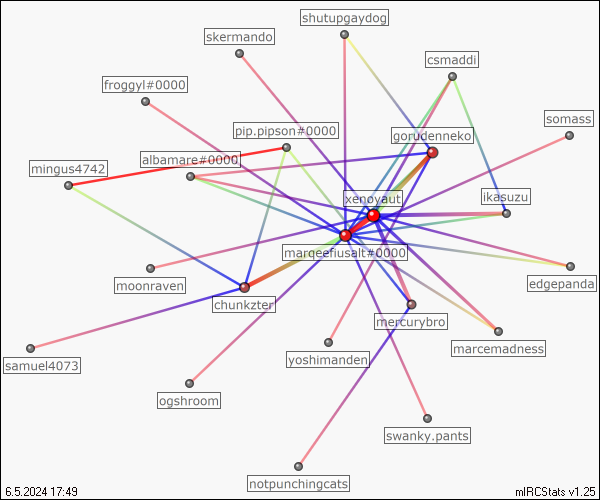 shutupgaydog
skermando
csmaddi
froggyl#0000
somass
pip.pipson#0000
gorudenneko
albamare#0000
mingus4742
xenoyaut
ikasuzu
marqeefiusalt#0000
moonraven
edgepanda
chunkzter
mercurybro
marcemadness
yoshimanden
samuel4073
ogshroom
swanky.pants
notpunchingcats
6.5.2024 17:49
mIRCStats v1.25